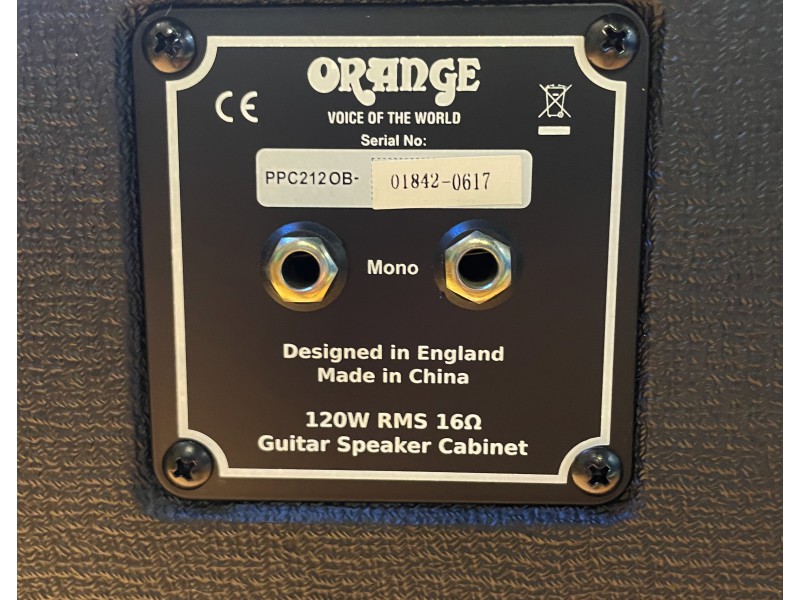 ORANGE
CE
VOICE OF THE WORLD
Serial No:
PPC212OB- 01842-0617
Mono
Designed in England
Made in China
120W RMS 16Ω
Guitar Speaker Cabinet